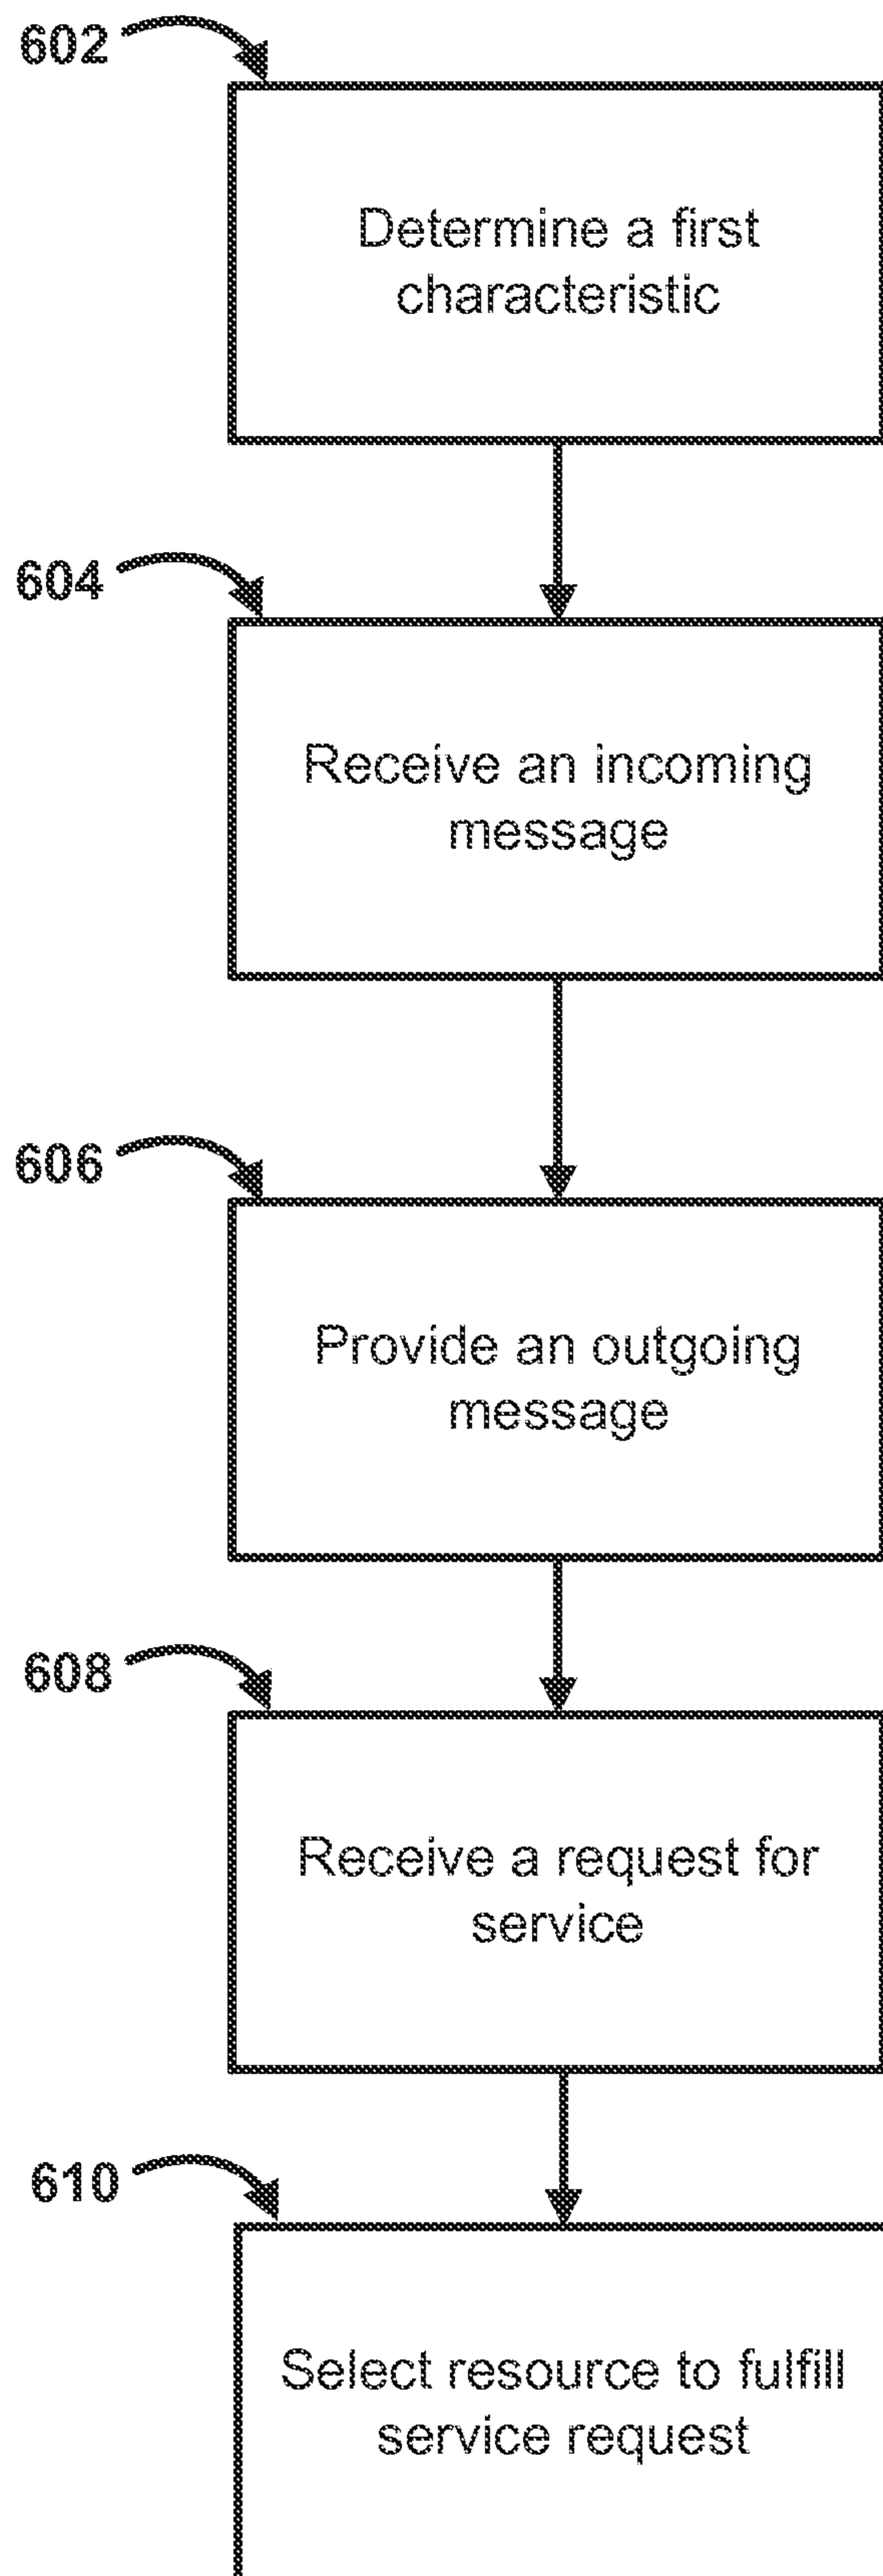 602
Determine a first
characteristic
604
Receive an incoming
message
606
Provide an outgoing
message
608
Receive a request for
service
610
Select resource to fulfill
service request